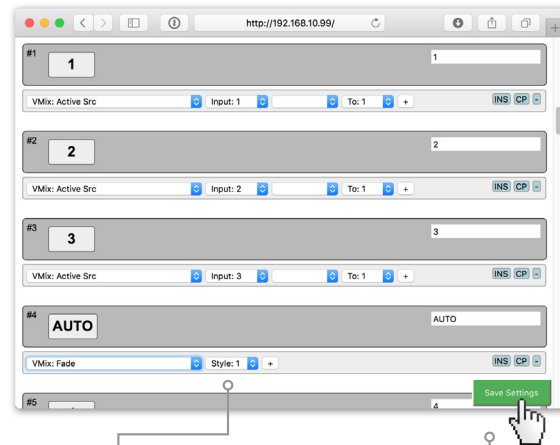 http://192.168.10.99/
#1
1
1
VMix: Active Src Input: 1 To: 1 + INS CP -
#2
2
2
VMix: Active Src Input: 2 To: 1 + INS CP -
#3
3
3
VMix: Active Src Input: 3 To: 1 + INS CP -
#4
AUTO
AUTO
VMix: Fade Style: 1 + INS CP -
Save Settings
#5
4